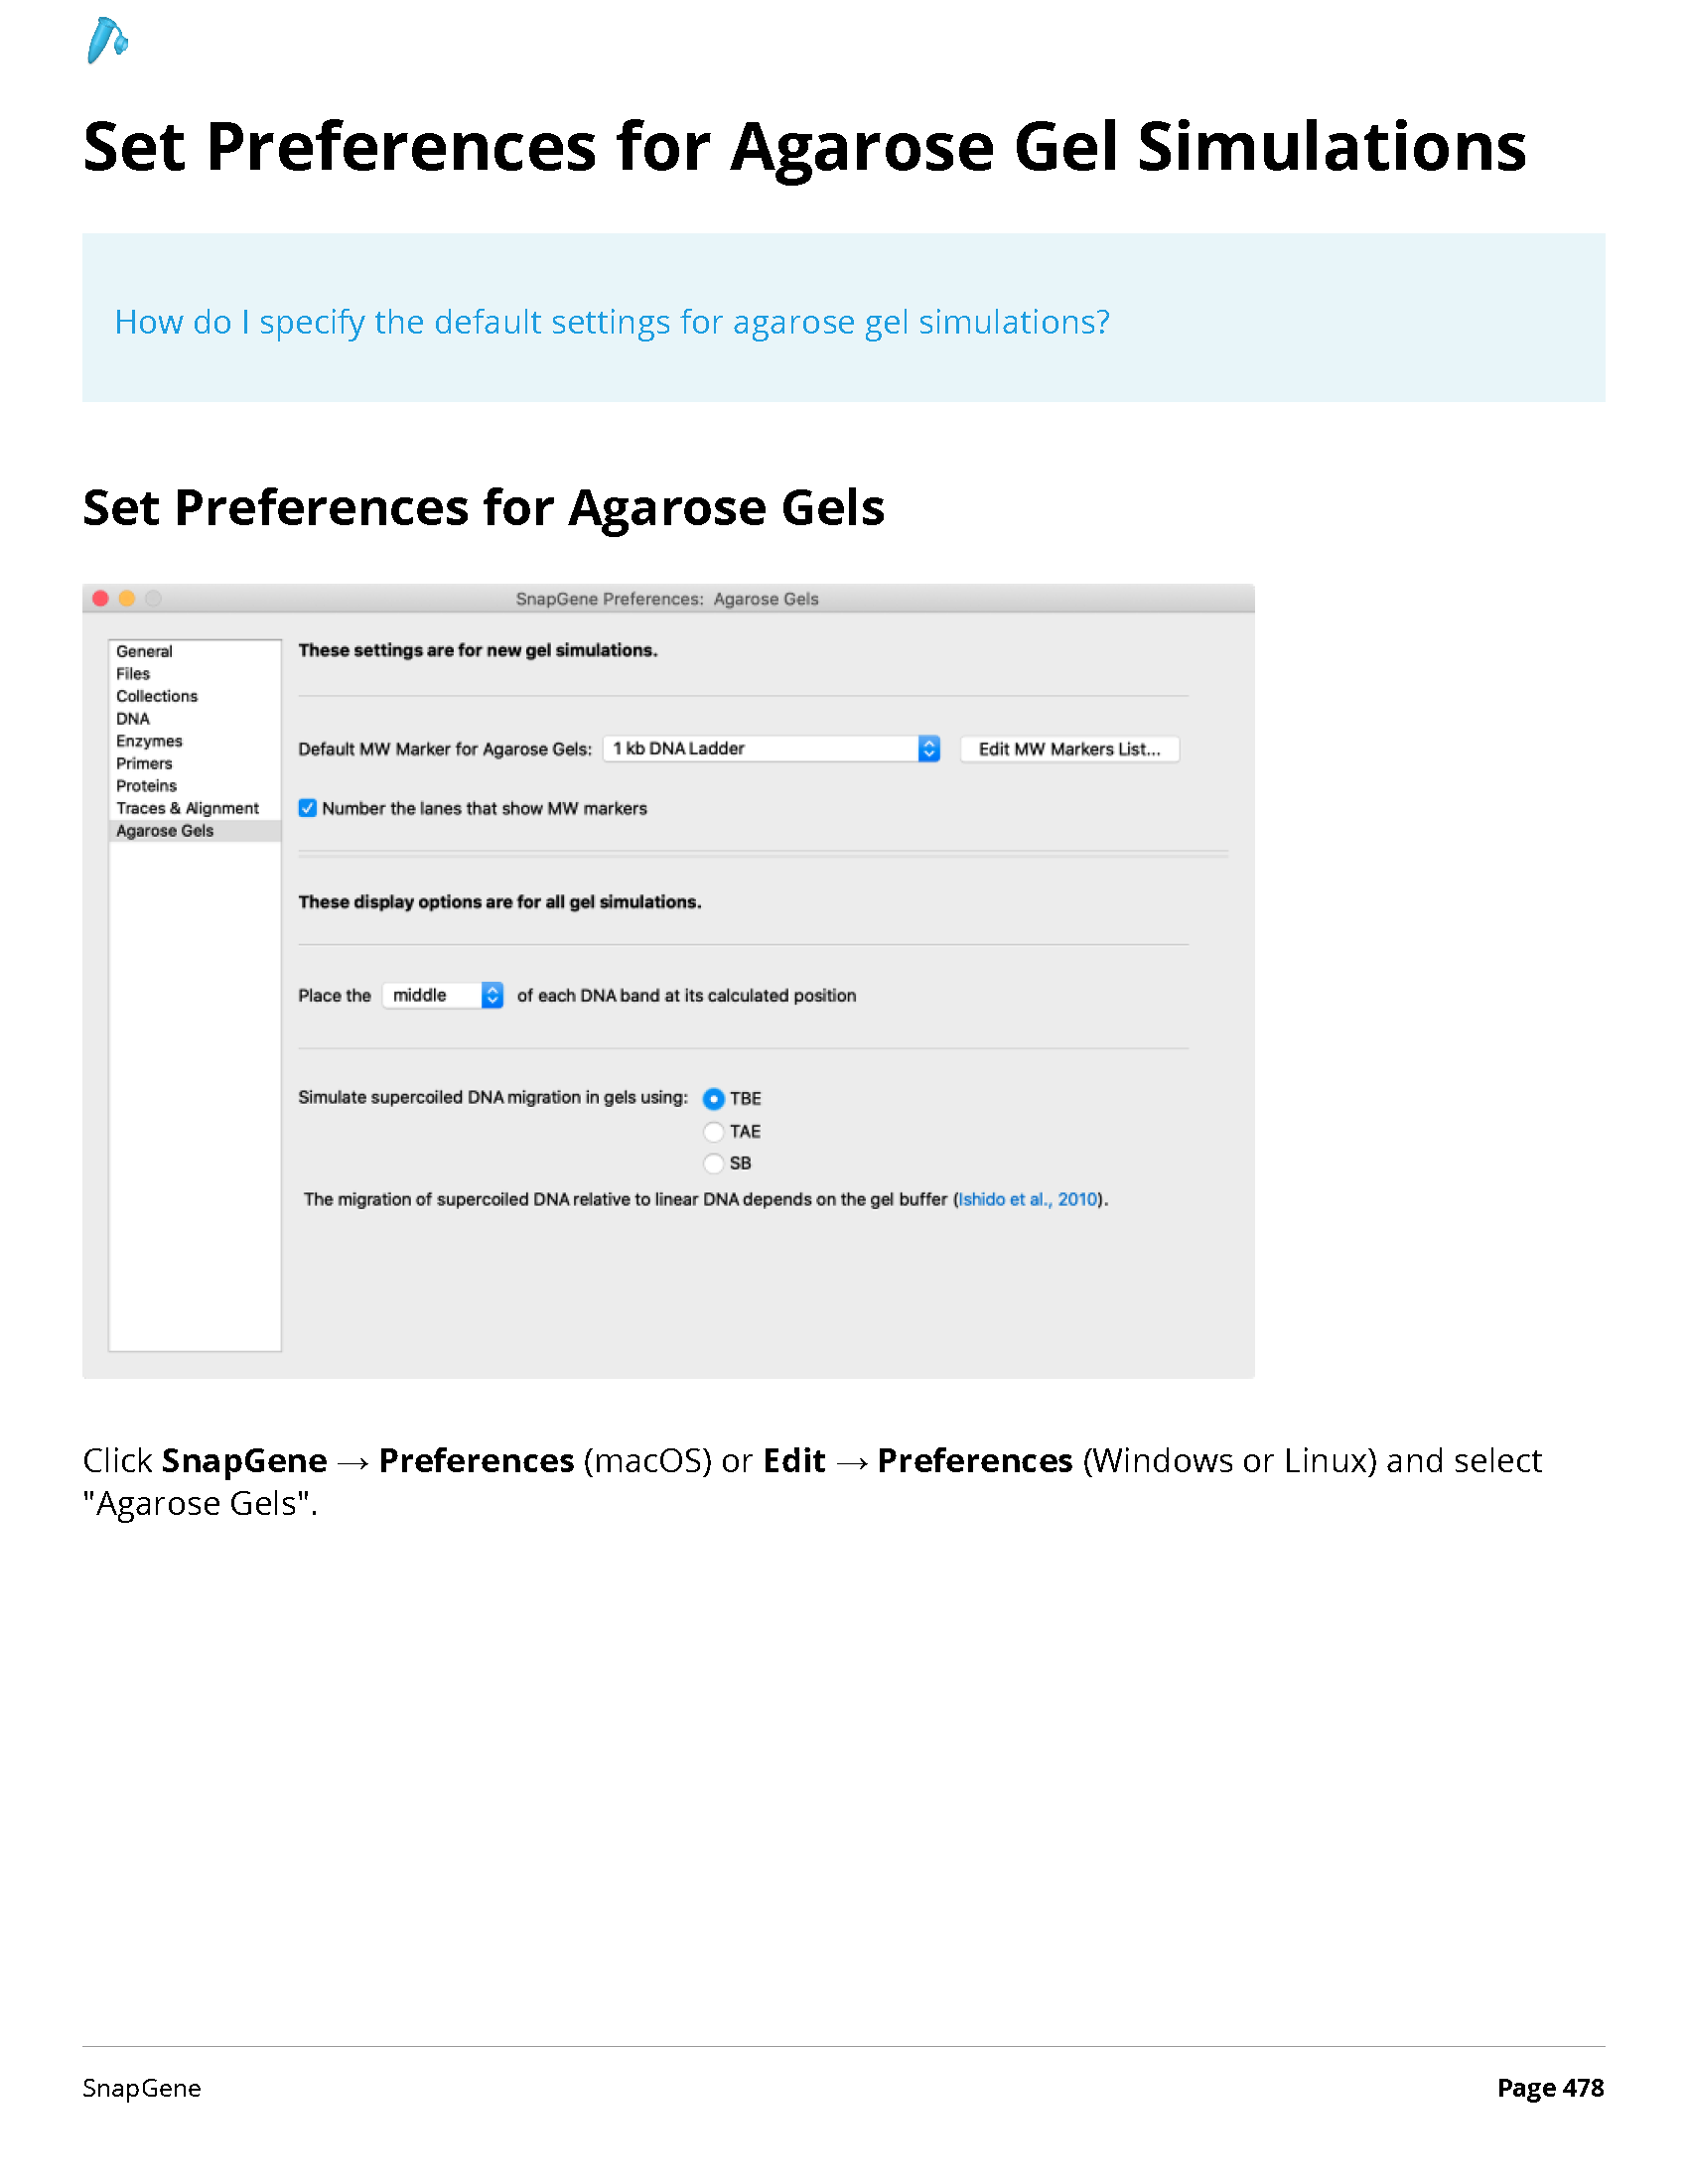 Set Preferences for Agarose Gel Simulations
How do I specify the default settings for agarose gel simulations?
Set Preferences for Agarose Gels
SnapGene Preferences: Agarose Gels
General
Files
Collections
DNA
Enzymes
Primers
Proteins
Traces & Alignment
Agarose Gels
These settings are for new gel simulations.
Default MW Marker for Agarose Gels: 1 kb DNA Ladder Edit MW Markers List...
Number the lanes that show MW markers
These display options are for all gel simulations.
Place the middle of each DNA band at its calculated position
Simulate supercoiled DNA migration in gels using: TBE
TAE
SB
The migration of supercoiled DNA relative to linear DNA depends on the gel buffer (Ishido et al., 2010).
Click SnapGene → Preferences (macOS) or Edit → Preferences (Windows or Linux) and select
"Agarose Gels".
SnapGene Page 478